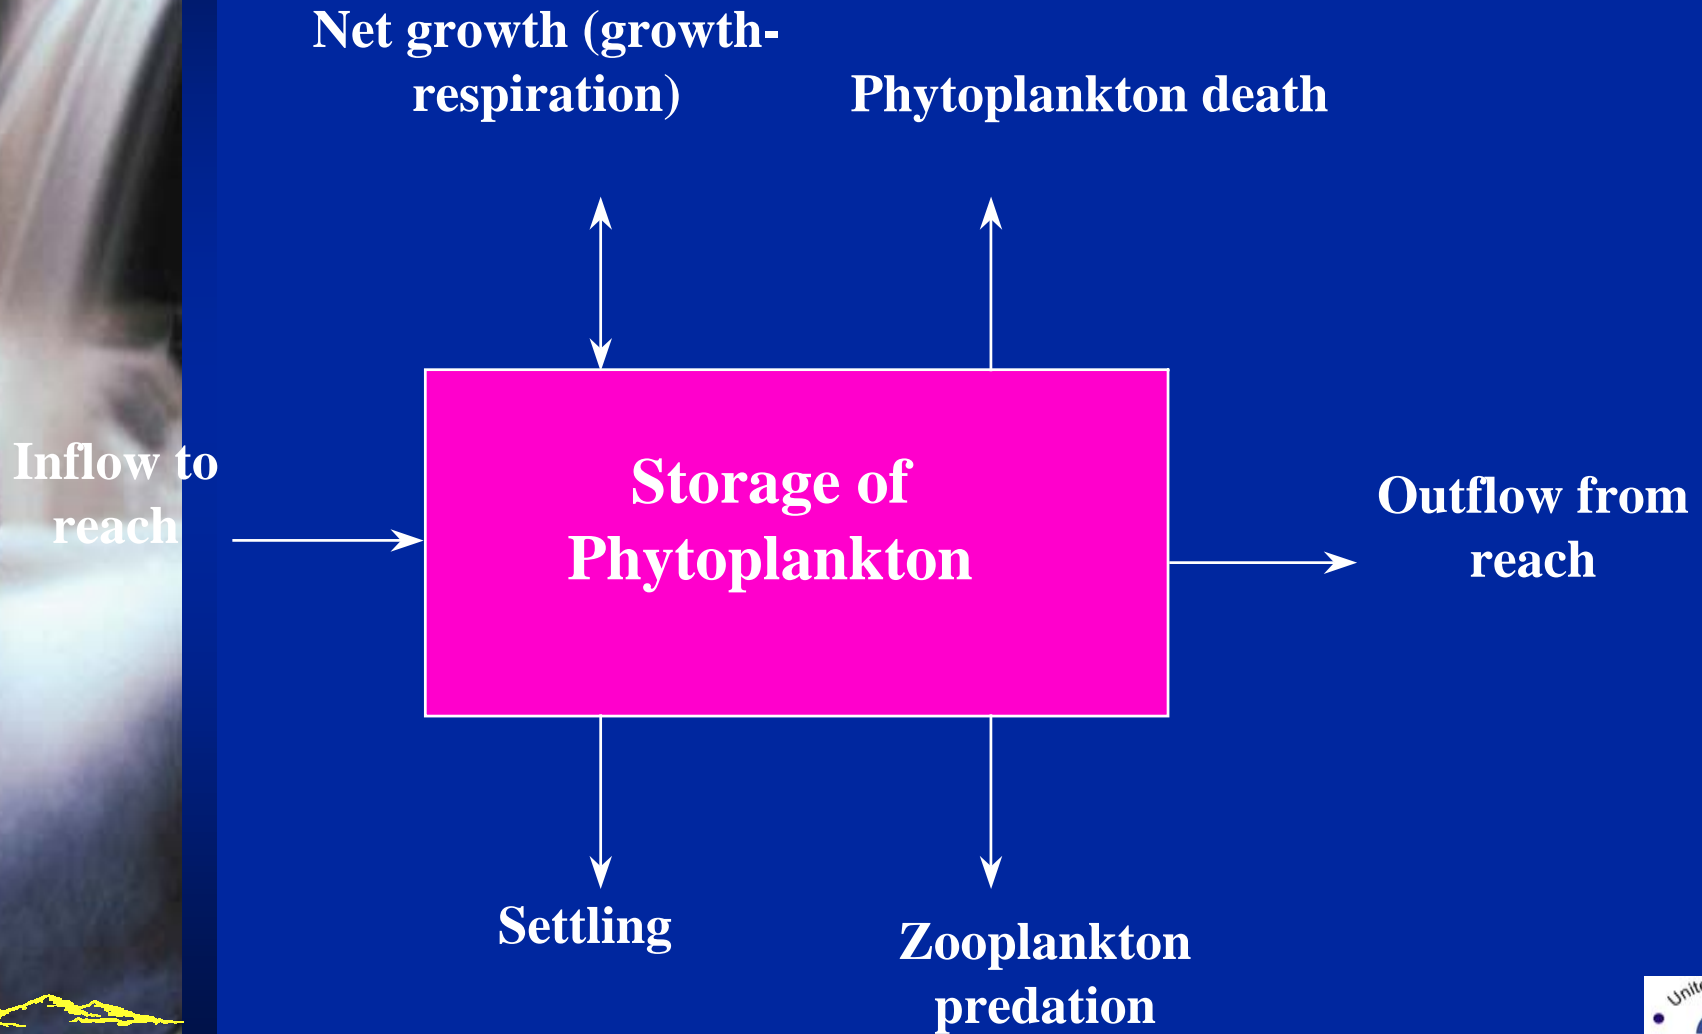 Net growth (growth-
respiration)
Phytoplankton death
Inflow to
reach
Storage of
Phytoplankton
Outflow from
reach
Settling
Zooplankton
predation